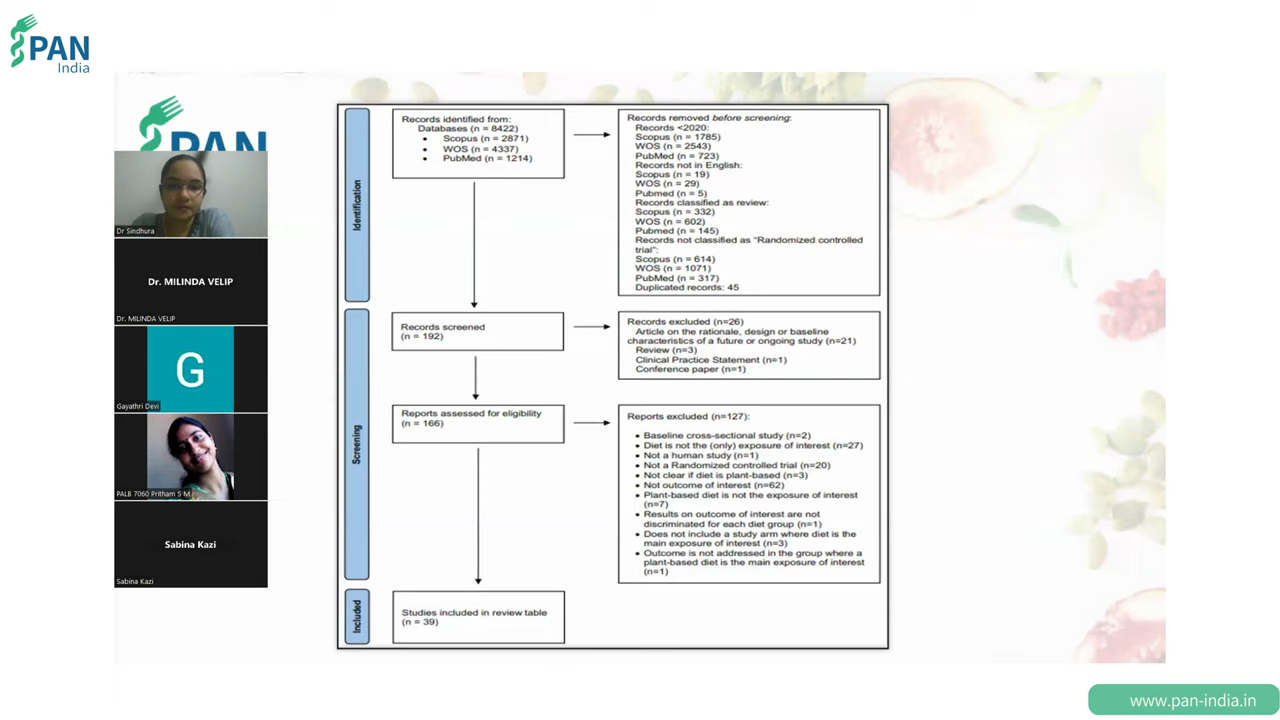 PAN
India
PAN
Dr Sindhura
Dr. MILINDA VELIP
Dr. MILINDA VELIP
G
Gayathri Devi
PALB 7060 Pritham S M
Sabina Kazi
Sabina Kazi
Identification
Records identified from:
Databases (n = 8422)
• Scopus (n = 2871)
• WOS (n = 4337)
• PubMed (n = 1214)
Records removed before screening:
Records <2020:
Scopus (n = 1785)
WOS (n = 2543)
PubMed (n = 723)
Records not in English:
Scopus (n = 19)
WOS (n = 29)
Pubmed (n = 5)
Records classified as review:
Scopus (n = 332)
WOS (n = 602)
Pubmed (n = 145)
Records not classified as "Randomized controlled
trial":
Scopus (n = 614)
WOS (n = 1071)
PubMed (n = 317)
Duplicated records: 45
Screening
Records screened
(n = 192)
Records excluded (n=26)
Article on the rationale, design or baseline
characteristics of a future or ongoing study (n=21)
Review (n=3)
Clinical Practice Statement (n=1)
Conference paper (n=1)
Reports assessed for eligibility
(n = 166)
Reports excluded (n=127):
• Baseline cross-sectional study (n=2)
• Diet is not the (only) exposure of interest (n=27)
• Not a human study (n=1)
• Not a Randomized controlled trial (n=20)
• Not clear if diet is plant-based (n=3)
• Not outcome of interest (n=62)
• Plant-based diet is not the exposure of interest
(n=7)
• Results on outcome of interest are not
discriminated for each diet group (n=1)
• Does not include a study arm where diet is the
main exposure of interest (n=3)
• Outcome is not addressed in the group where a
plant-based diet is the main exposure of interest
(n=1)
Included
Studies included in review table
(n = 39)
www.pan-india.in